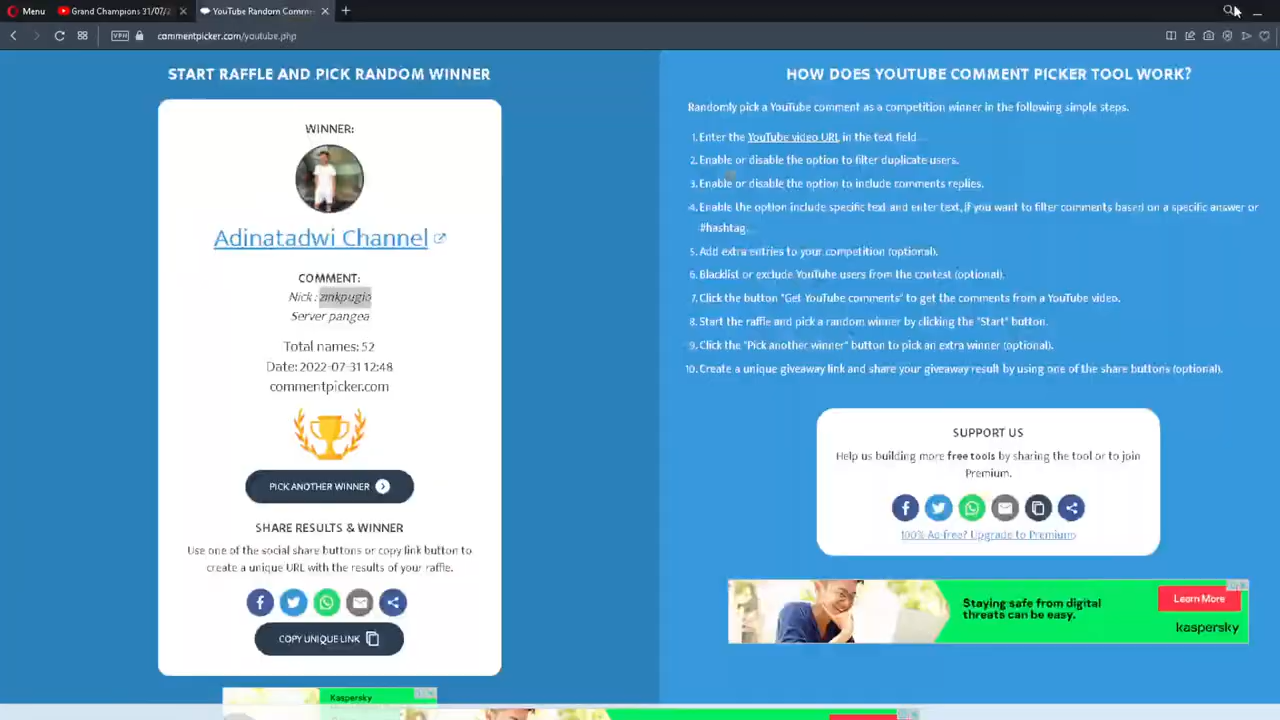 Menu
Grand Champions 31/07/2
YouTube Random Comme
VPN
commentpicker.com/youtube.php
START RAFFLE AND PICK RANDOM WINNER
WINNER:
Adinatadwi Channel
COMMENT:
Nick : zinkpugio
Server pangea
Total names: 52
Date: 2022-07-31 12:48
commentpicker.com
PICK ANOTHER WINNER
SHARE RESULTS & WINNER
Use one of the social share buttons or copy link button to
create a unique URL with the results of your raffle.
COPY UNIQUE LINK
Kaspersky
HOW DOES YOUTUBE COMMENT PICKER TOOL WORK?
Randomly pick a YouTube comment as a competition winner in the following simple steps.
1. Enter the YouTube video URL in the text field
2. Enable or disable the option to filter duplicate users.
3. Enable or disable the option to include comments replies.
4. Enable the option include specific text and enter text, if you want to filter comments based on a specific answer or
#hashtag.
5. Add extra entries to your competition (optional).
6. Blacklist or exclude YouTube users from the contest (optional).
7. Click the button "Get YouTube comments" to get the comments from a YouTube video.
8. Start the raffle and pick a random winner by clicking the "Start" button.
9. Click the "Pick another winner" button to pick an extra winner (optional).
10. Create a unique giveaway link and share your giveaway result by using one of the share buttons (optional).
SUPPORT US
Help us building more free tools by sharing the tool or to join
Premium.
100% Ad-free? Upgrade to Premium
Staying safe from digital
threats can be easy.
Learn More
kaspersky